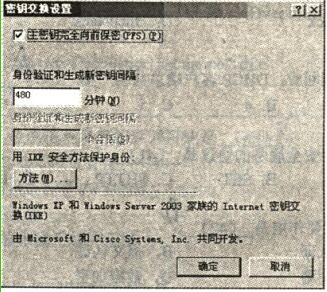 密钥交换设置
主密钥完全向前保密(PFS)(P)
身份验证和生成新密钥间隔:
480
分钟(M)
身份验证和生成新密钥间隔:
个会话(S)
用 IKE 安全方法保护身份:
方法(M)...
Windows XP 和 Windows Server 2003 家族的 Internet 密钥交
换(IKE)
由 Microsoft 和 Cisco Systems, Inc. 共同开发。
确定
取消